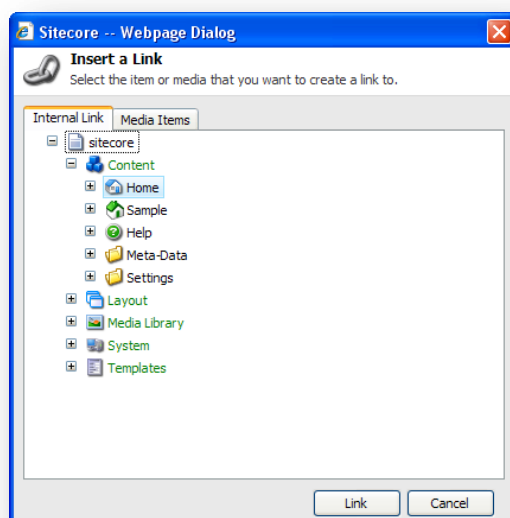 Sitecore -- Webpage Dialog
Insert a Link
Select the item or media that you want to create a link to.
Internal Link Media Items
sitecore
Content
Home
Sample
Help
Meta-Data
Settings
Layout
Media Library
System
Templates
Link Cancel